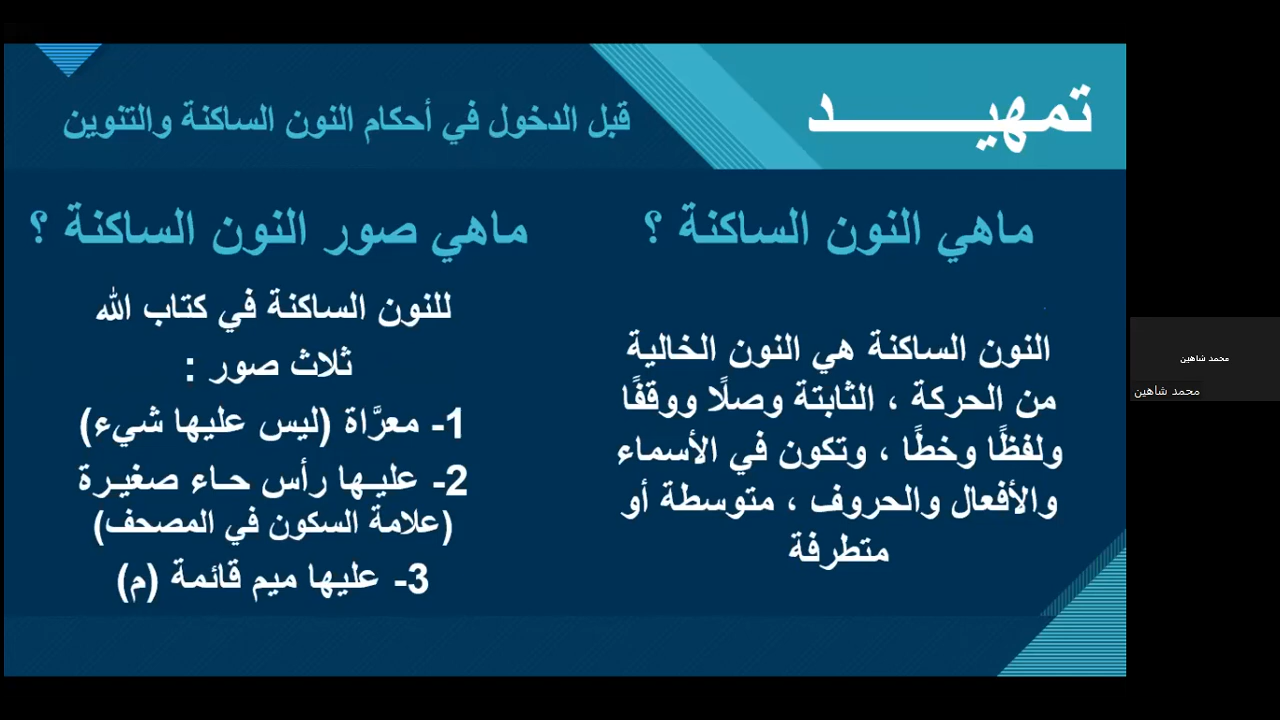 تمهيـــــــــــد
قبل الدخول في أحكام النون الساكنة والتنوين
ماهي النون الساكنة ؟
النون الساكنة هي النون الخالية
من الحركة ، الثابتة وصلًا ووقفًا
ولفظًا وخطًا ، وتكون في الأسماء
والأفعال والحروف ، متوسطة أو
متطرفة
ماهي صور النون الساكنة ؟
للنون الساكنة في كتاب الله
ثلاث صور :
1- معرَّاة (ليس عليها شيء)
2- عليـها رأس حـاء صغيـرة
(علامة السكون في المصحف)
3- عليها ميم قائمة (م)
محمد شاهين
محمد شاهين